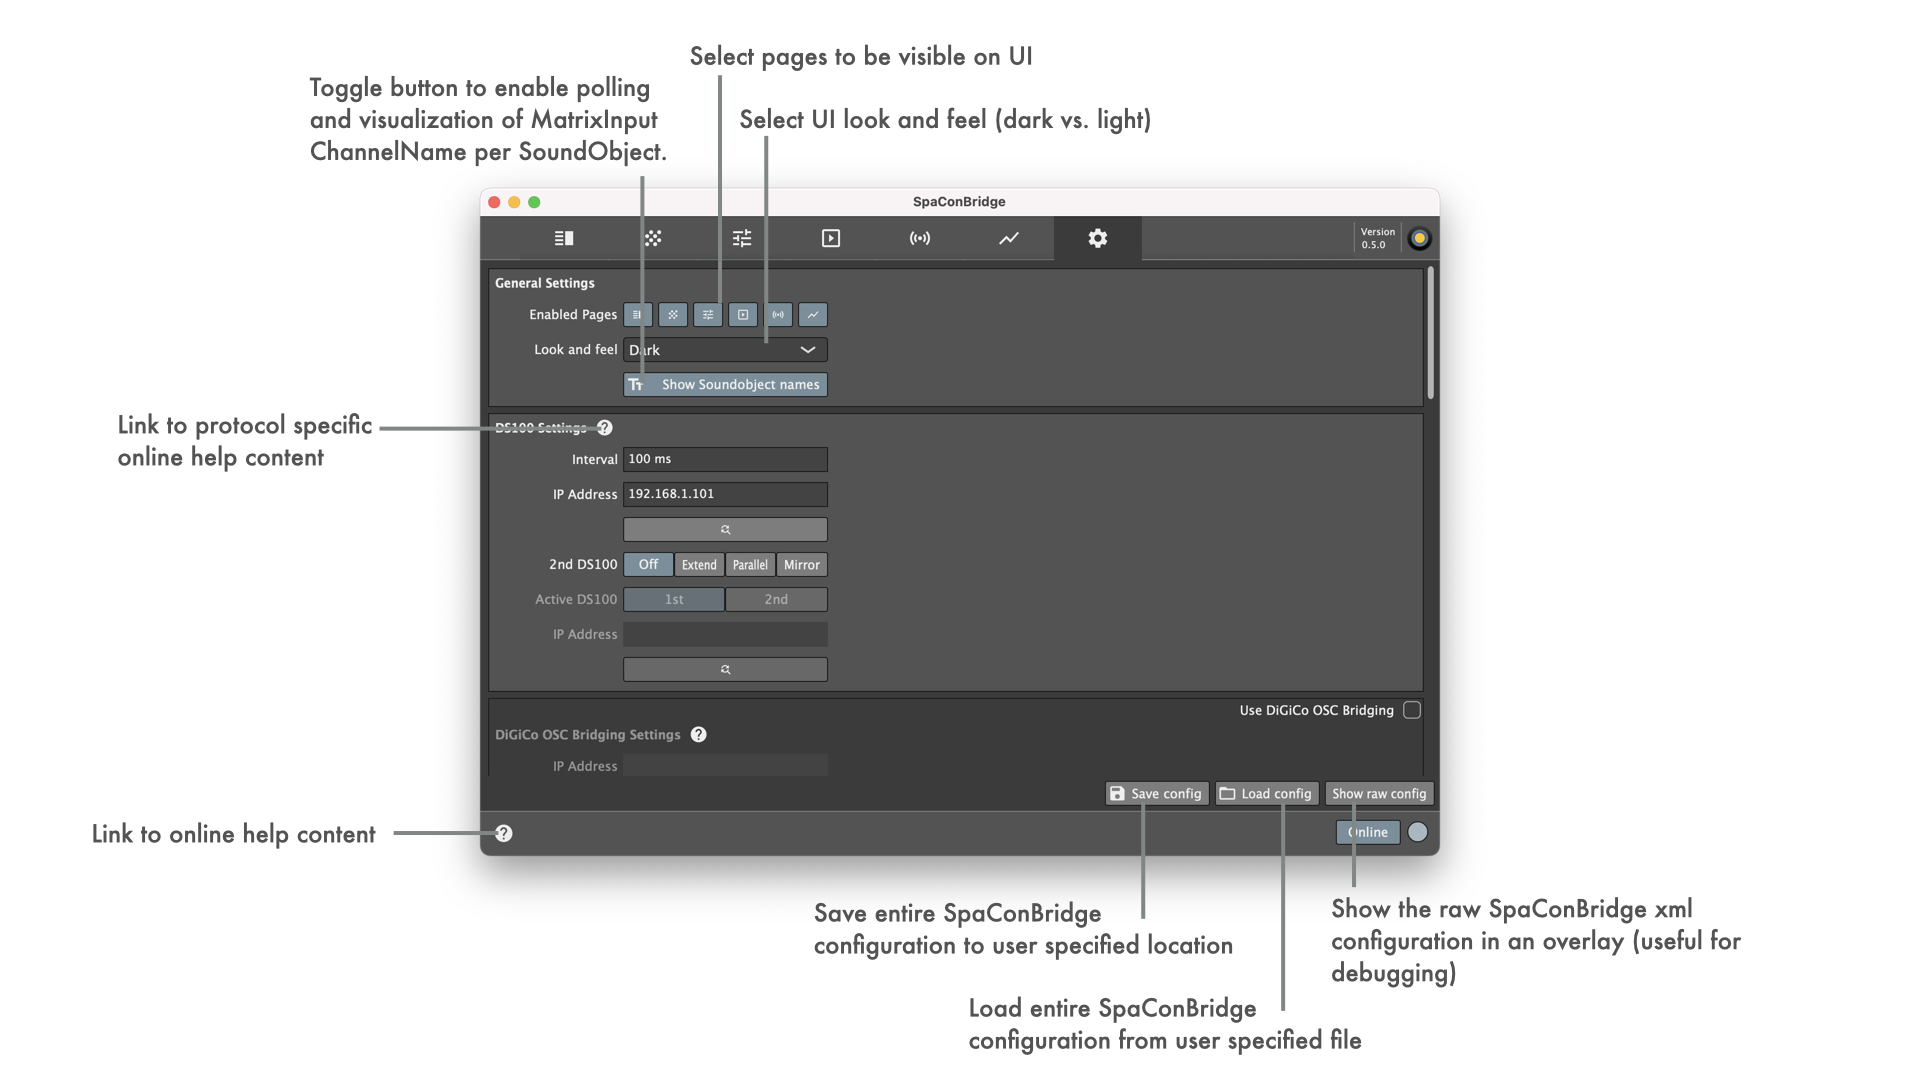 Select pages to be visible on UI
Toggle button to enable polling
and visualization of MatrixInput
ChannelName per SoundObject.
Select UI look and feel (dark vs. light)
SpaConBridge
Version
0.5.0
General Settings
Enabled Pages
Look and feel
Dark
Tт
Show Soundobject names
Link to protocol specific
online help content
DS100 Settings
?
Interval
100 ms
IP Address
192.168.1.101
2nd DS100
Off
Extend
Parallel
Mirror
Active DS100
1st
2nd
IP Address
Use DiGiCo OSC Bridging
DiGiCo OSC Bridging Settings
?
IP Address
Save config
Load config
Show raw config
Link to online help content
?
Online
Save entire SpaConBridge
configuration to user specified location
Show the raw SpaConBridge xml
configuration in an overlay (useful for
debugging)
Load entire SpaConBridge
configuration from user specified file